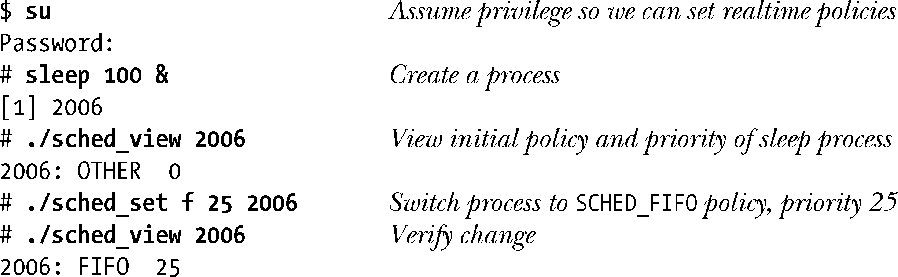 $ su Assume privilege so we can set realtime policies
Password:
# sleep 100 & Create a process
[1] 2006
# ./sched_view 2006 View initial policy and priority of sleep process
2006: OTHER 0
# ./sched_set f 25 2006 Switch process to SCHED_FIFO policy, priority 25
# ./sched_view 2006 Verify change
2006: FIFO 25